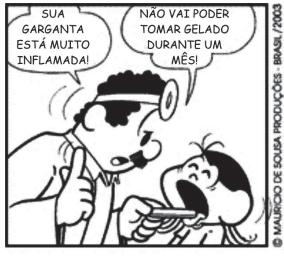 SUA
GARGANTA
ESTÁ MUITO
INFLAMADA!
NÃO VAI PODER
TOMAR GELADO
DURANTE UM
MÊS!
© MAURICIO DE SOUSA PRODUÇÕES - BRASIL/2003